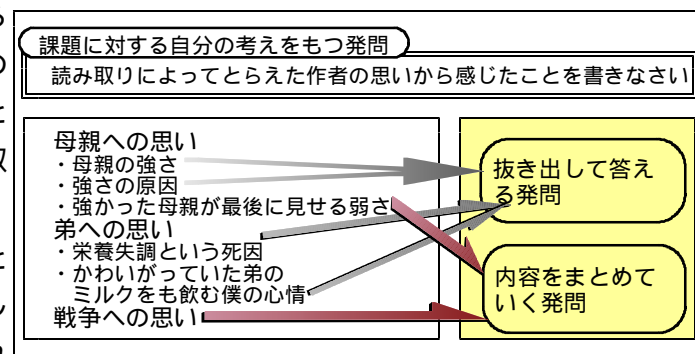 課題に対する自分の考えをもつ発問
読み取りによってとらえた作者の思いから感じたことを書きなさい
母親への思い
・母親の強さ
・強さの原因
・強かった母親が最後に見せる弱さ
弟への思い
・栄養失調という死因
・かわいがっていた弟の
ミルクをも飲む僕の心情
戦争への思い
抜き出して答え
る発問
内容をまとめて
いく発問